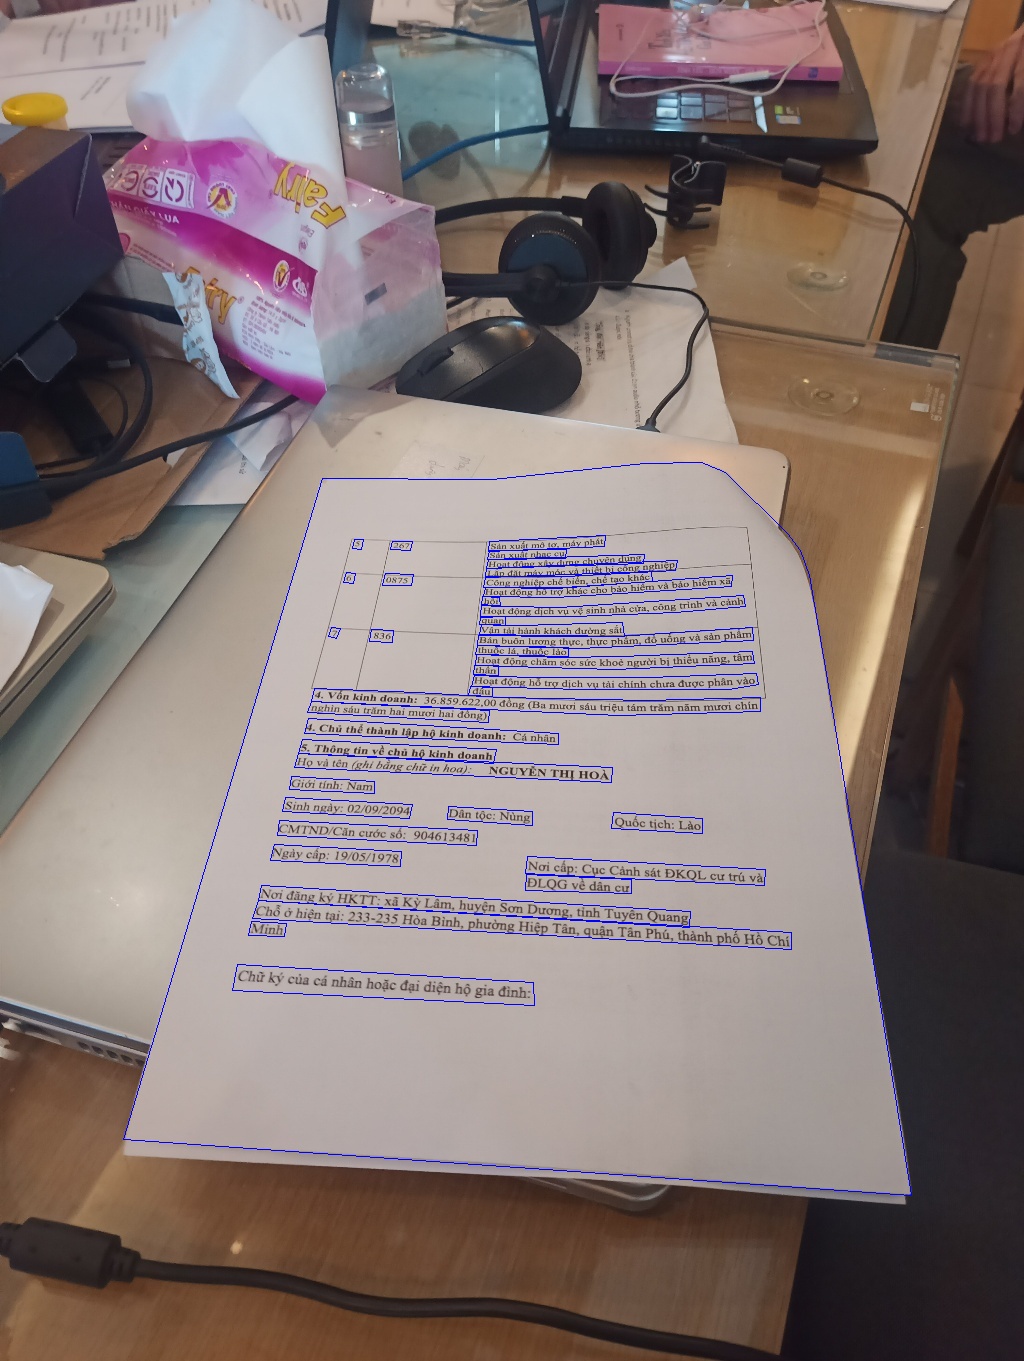 Fairy
KHĂN GIẤY LỤA
5 267 Sản xuất mô tơ, máy phát
Sản xuất nhạc cụ
Hoạt động xây dựng chuyên dụng
Lắp đặt máy móc và thiết bị công nghiệp
6 0875 Công nghiệp chế biến, chế tạo khác
Hoạt động hỗ trợ khác cho bảo hiểm và bảo hiểm xã
hội
Hoạt động dịch vụ vệ sinh nhà cửa, công trình và cảnh
quan
7 836 Vận tải hành khách đường sắt
Bán buôn lương thực, thực phẩm, đồ uống và sản phẩm
thuốc lá, thuốc lào
Hoạt động chăm sóc sức khoẻ người bị thiểu năng, tâm
thần
Hoạt động hỗ trợ dịch vụ tài chính chưa được phân vào
đâu
4. Vốn kinh doanh: 36.859.622,00 đồng (Ba mươi sáu triệu tám trăm năm mươi chín
nghìn sáu trăm hai mươi hai đồng)
4. Chủ thể thành lập hộ kinh doanh: Cá nhân
5. Thông tin về chủ hộ kinh doanh
Họ và tên (ghi bằng chữ in hoa): NGUYỄN THỊ HOÀ
Giới tính: Nam
Sinh ngày: 02/09/2094 Dân tộc: Nùng Quốc tịch: Lào
CMTND/Căn cước số: 904613481
Ngày cấp: 19/05/1978 Nơi cấp: Cục Cảnh sát ĐKQL cư trú và
ĐLQG về dân cư
Nơi đăng ký HKTT: xã Kỳ Lâm, huyện Sơn Dương, tỉnh Tuyên Quang
Chỗ ở hiện tại: 233-235 Hòa Bình, phường Hiệp Tân, quận Tân Phú, thành phố Hồ Chí
Minh
Chữ ký của cá nhân hoặc đại diện hộ gia đình: